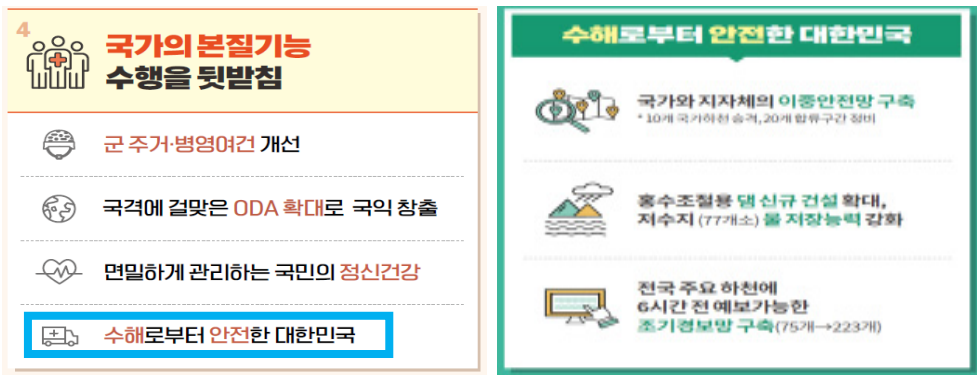 4
국가의 본질기능
수행을 뒷받침
군 주거·병영여건 개선
국격에 걸맞은 ODA 확대로 국익 창출
면밀하게 관리하는 국민의 정신건강
수해로부터 안전한 대한민국
수해로부터 안전한 대한민국
국가와 지자체의 이중안전망 구축
* 10개 국가하천 승격, 20개 합류구간 정비
홍수조절용 댐 신규 건설 확대,
저수지 (77개소) 물 저장능력 강화
전국 주요 하천에
6시간 전 예보가능한
조기경보망 구축(75개→223개)